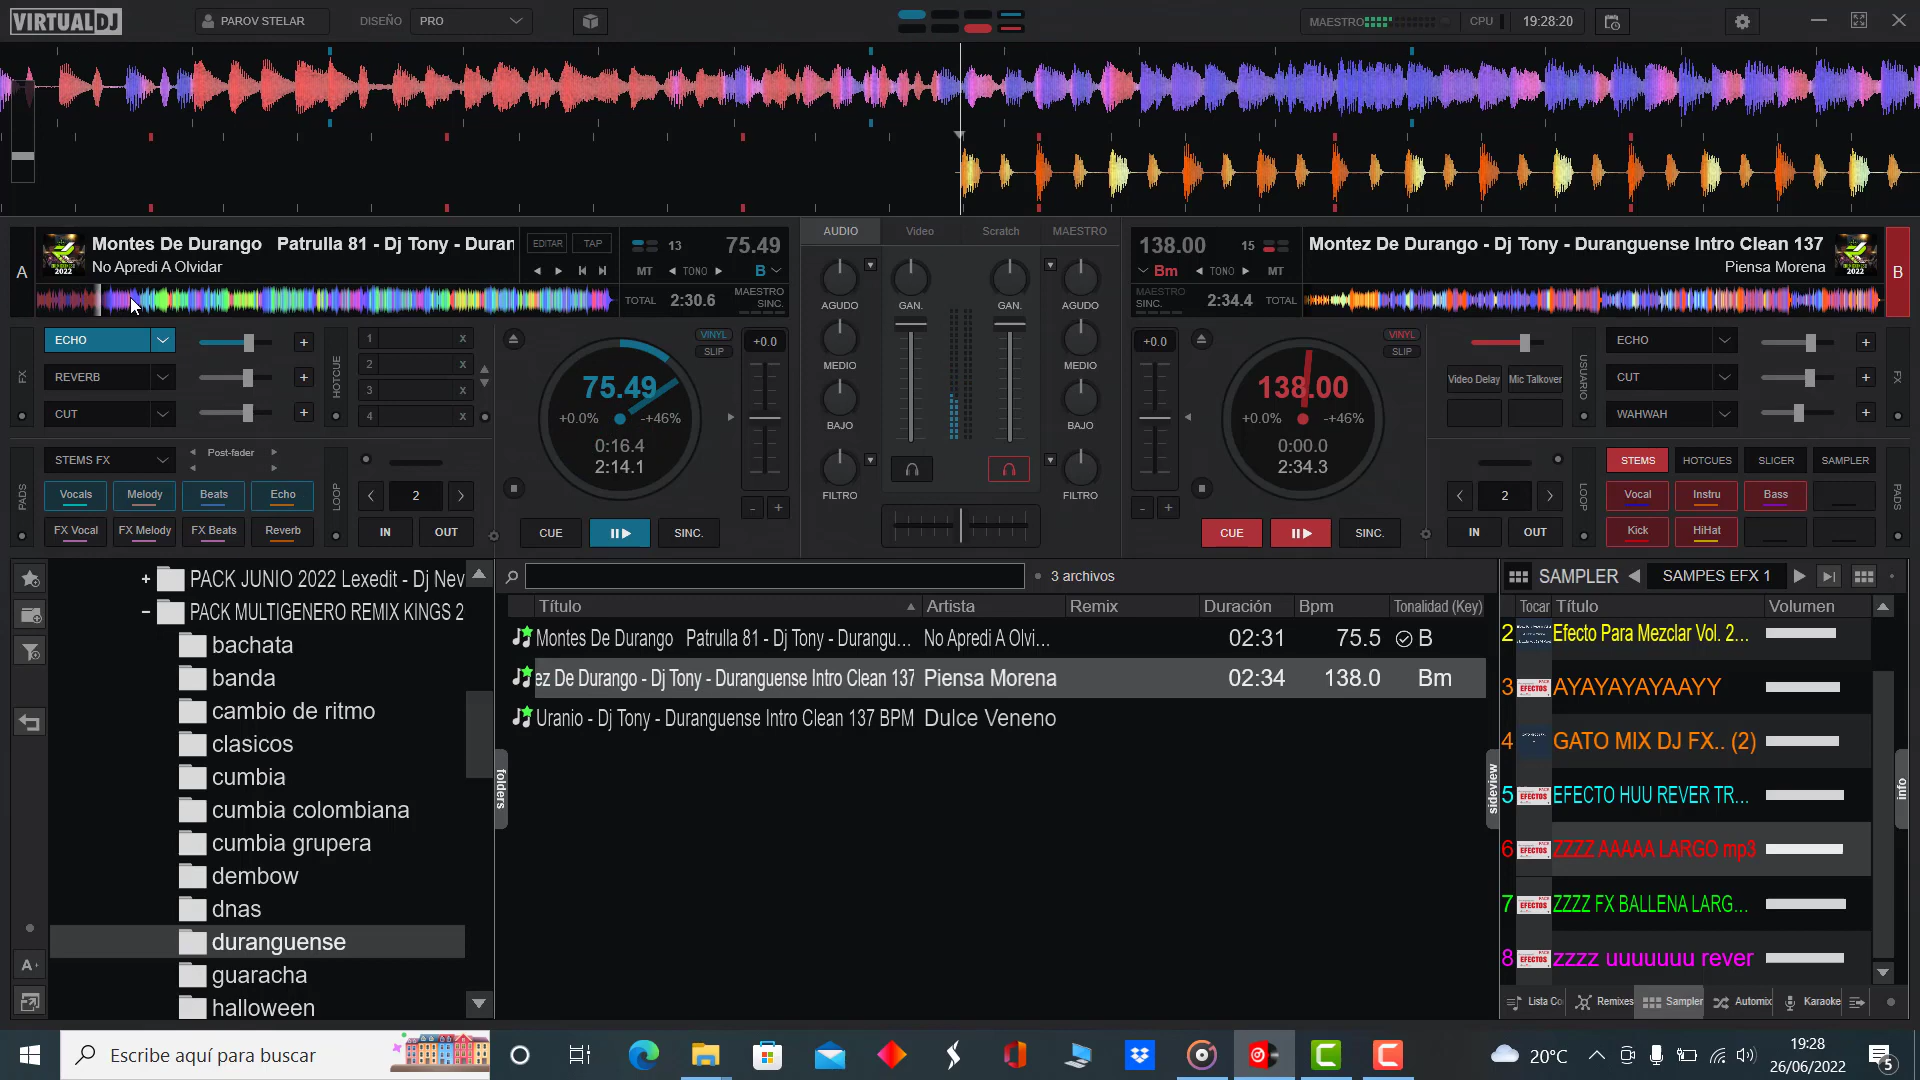 VIRTUALDJ
PAROV STELAR
DISEÑO
PRO
MAESTRO
CPU
19:28:20
A
Montes De Durango   Patrulla 81 - Dj Tony - Duran
No Apredi A Olvidar
EDITAR
TAP
13
75.49
MT
TONO
B
TOTAL
2:30.6
MAESTRO
SINC.
AUDIO
Video
Scratch
MAESTRO
138.00
15
Bm
TONO
MT
MAESTRO
SINC.
2:34.4
TOTAL
Montez De Durango - Dj Tony - Duranguense Intro Clean 137
Piensa Morena
B
FX
ECHO
REVERB
CUT
HOTCUE
1
x
2
x
3
x
4
x
VINYL
SLIP
+0.0
75.49
+0.0%
-+46%
0:16.4
2:14.1
AGUDO
GAN.
GAN.
AGUDO
MEDIO
MEDIO
BAJO
BAJO
FILTRO
FILTRO
+0.0
VINYL
SLIP
138.00
+0.0%
-+46%
0:00.0
2:34.3
Video Delay
Mic Talkover
USUARIO
ECHO
CUT
WAHWAH
FX
PADS
STEMS FX
Post-fader
Vocals
Melody
Beats
Echo
FX Vocal
FX Melody
FX Beats
Reverb
LOOP
2
IN
OUT
CUE
SINC.
-
+
-
+
CUE
SINC.
2
IN
OUT
LOOP
STEMS
HOTCUES
SLICER
SAMPLER
Vocal
Instru
Bass
Kick
HiHat
PADS
PACK JUNIO 2022 Lexedit - Dj Nev
PACK MULTIGENERO REMIX KINGS 2
bachata
banda
cambio de ritmo
clasicos
cumbia
cumbia colombiana
cumbia grupera
dembow
dnas
duranguense
guaracha
halloween
A+
folders
3 archivos
Título
Artista
Remix
Duración
Bpm
Tonalidad (Key)
Montes De Durango   Patrulla 81 - Dj Tony - Durangu...
No Apredi A Olvi...
02:31
75.5
B
ez De Durango - Dj Tony - Duranguense Intro Clean 137
Piensa Morena
02:34
138.0
Bm
Uranio - Dj Tony - Duranguense Intro Clean 137 BPM
Dulce Veneno
sideview
SAMPLER
SAMPES EFX 1
Tocar
Título
Volumen
2
Efecto Para Mezclar Vol. 2...
3
EFECTOS
AYAYAYAYAAYY
4
GATO MIX DJ FX.. (2)
5
EFECTOS
EFECTO HUU REVER TR...
6
EFECTOS
ZZZZ AAAAA LARGO mp3
7
EFECTOS
ZZZZ FX BALLENA LARG...
8
EFECTOS
zzzz uuuuuuu rever
info
Lista Co
Remixes
Sampler
Automix
Karaoke
Escribe aquí para buscar
20°C
19:28
26/06/2022
5